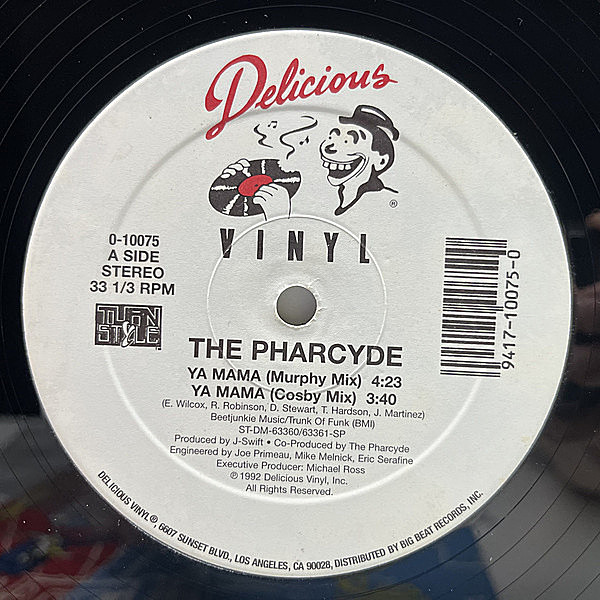 Delicious
®
VINYL
0-10075
A SIDE
STEREO
33 1/3 RPM
TURN
STYLE
9417-10075-0
THE PHARCYDE
YA MAMA (Murphy Mix) 4:23
YA MAMA (Cosby Mix) 3:40
(E. Wilcox, R. Robinson, D. Stewart, T. Hardson, J. Martinez)
Beetjunkie Music/Trunk Of Funk (BMI)
ST-DM-63360/63361-SP
Produced by J-Swift • Co-Produced by The Pharcyde
Engineered by Joe Primeau, Mike Melnick, Eric Serafine
Executive Producer: Michael Ross
℗ 1992 Delicious Vinyl, Inc.
All Rights Reserved.
DELICIOUS VINYL®, 6607 SUNSET BLVD., LOS ANGELES, CA 90028, DISTRIBUTED BY BIG BEAT RECORDS, INC.